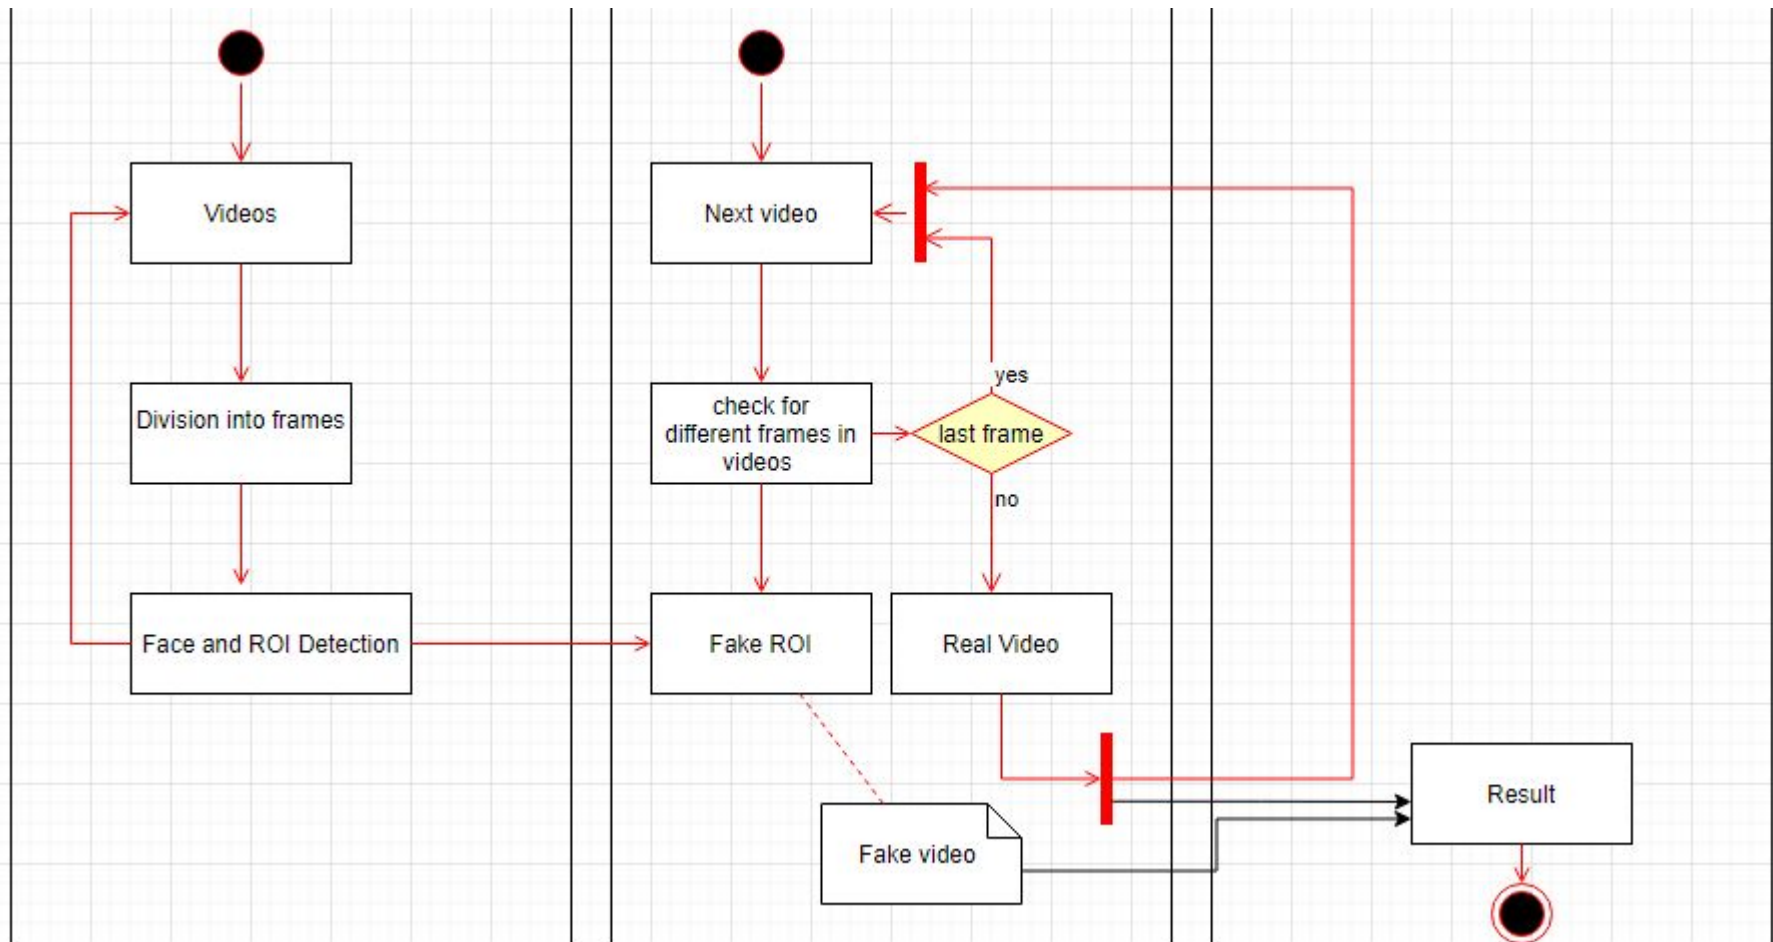 Videos
Next video
yes
Division into frames
check for
different frames in
videos
last frame
no
Face and ROI Detection
Fake ROI
Real Video
Result
Fake video